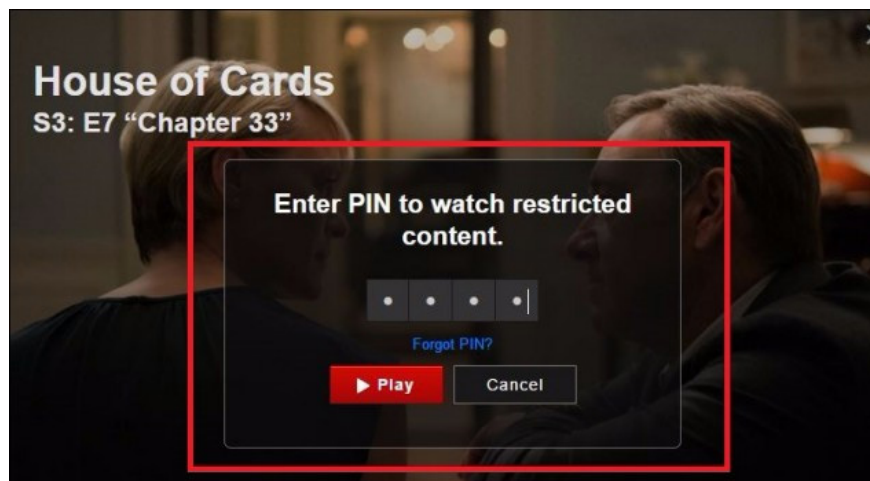 House of Cards
S3: E7 “Chapter 33”
Enter PIN to watch restricted
content.
Forgot PIN?
Play
Cancel